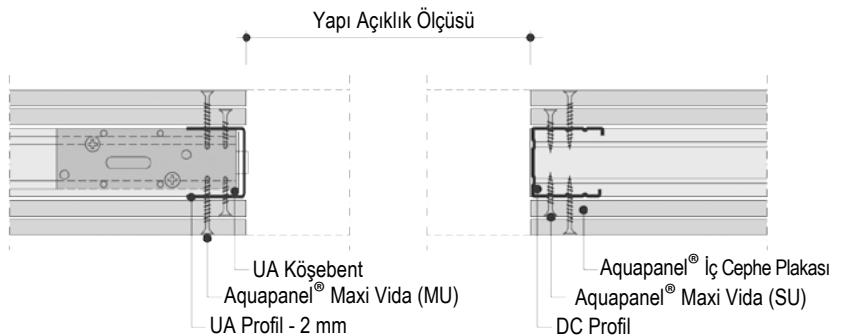 Yapı Açıklık Ölçüsü
UA Köşebent
Aquapanel® Maxi Vida (MU)
UA Profil - 2 mm
Aquapanel® İç Cephe Plakası
Aquapanel® Maxi Vida (SU)
DC Profil